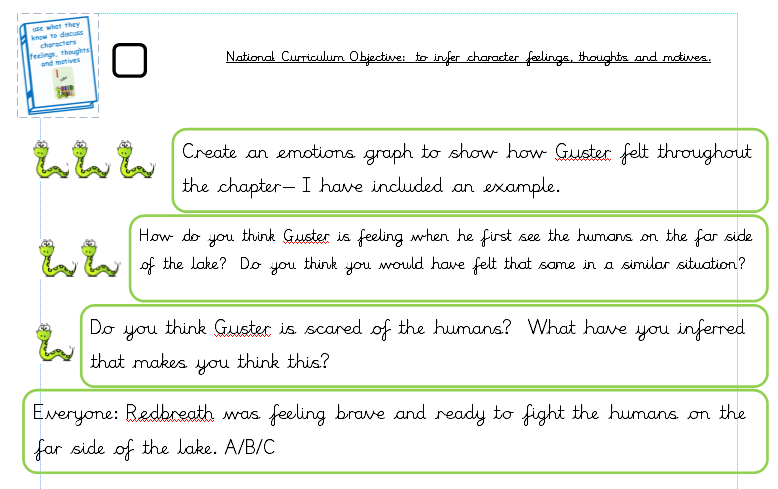 use what they
know to discuss
characters
feelings, thoughts
and motives
National Curriculum Objective:  to infer character feelings, thoughts and motives.
Create an emotions graph to show how Guster felt throughout
the chapter– I have included an example.
How do you think Guster is feeling when he first see the humans on the far side
of the lake?  Do you think you would have felt that same in a similar situation?
Do you think Guster is scared of the humans?  What have you inferred
that makes you think this?
Everyone: Redbreath was feeling brave and ready to fight the humans on the
far side of the lake. A/B/C